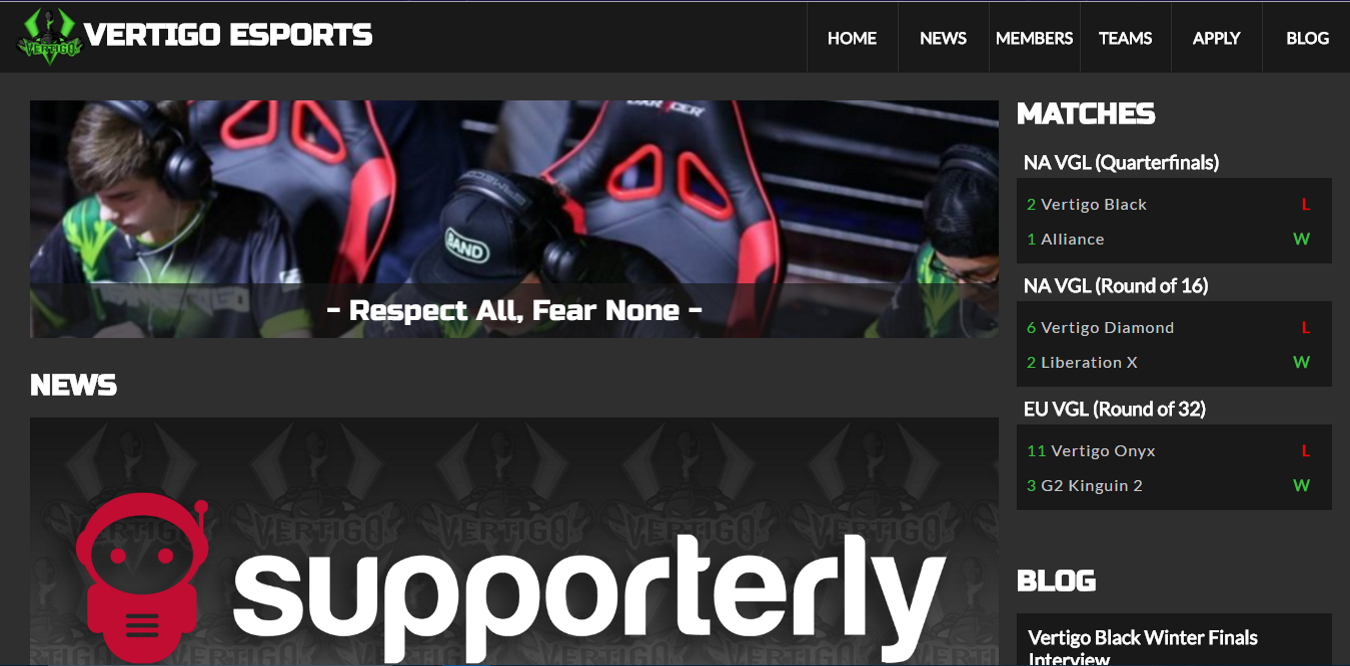 VERTIGO
VERTIGO ESPORTS
HOME
NEWS
MEMBERS
TEAMS
APPLY
BLOG
BAND
- Respect All, Fear None -
NEWS
VERTIGO VERTIGO VERTIGO VERTIGO VERTIGO
supporterly
MATCHES
NA VGL (Quarterfinals)
2 Vertigo Black L
1 Alliance W
NA VGL (Round of 16)
6 Vertigo Diamond L
2 Liberation X W
EU VGL (Round of 32)
11 Vertigo Onyx L
3 G2 Kinguin 2 W
BLOG
Vertigo Black Winter Finals
Interview